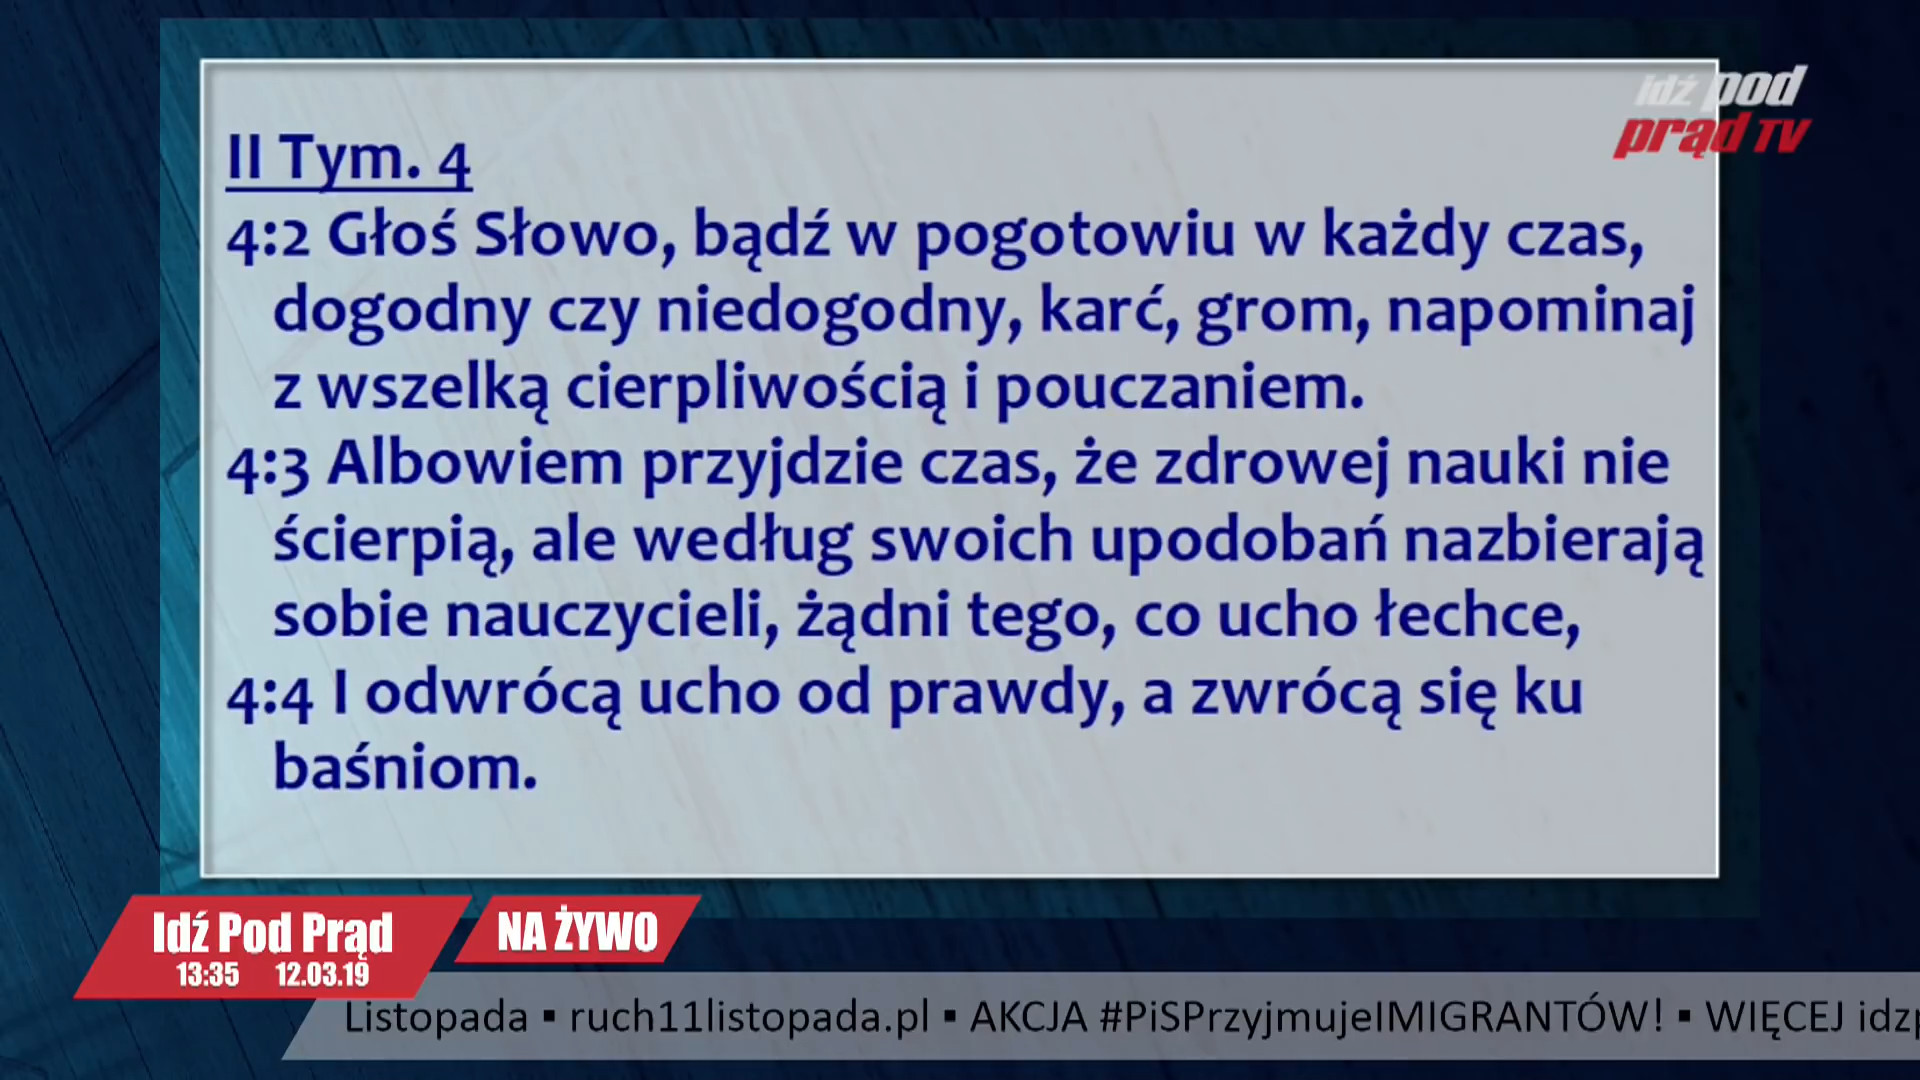 idź pod
prąd TV
II Tym. 4
4:2 Głoś Słowo, bądź w pogotowiu w każdy czas,
dogodny czy niedogodny, karć, grom, napominaj
z wszelką cierpliwością i pouczaniem.
4:3 Albowiem przyjdzie czas, że zdrowej nauki nie
ścierpią, ale według swoich upodobań nazbierają
sobie nauczycieli, żądni tego, co ucho łechce,
4:4 I odwrócą ucho od prawdy, a zwrócą się ku
baśniom.
Idź Pod Prąd
13:35 12.03.19
NA ŻYWO
Listopada ▪ ruch11listopada.pl ▪ AKCJA #PiSPrzyjmujeIMIGRANTÓW! ▪ WIĘCEJ idzp